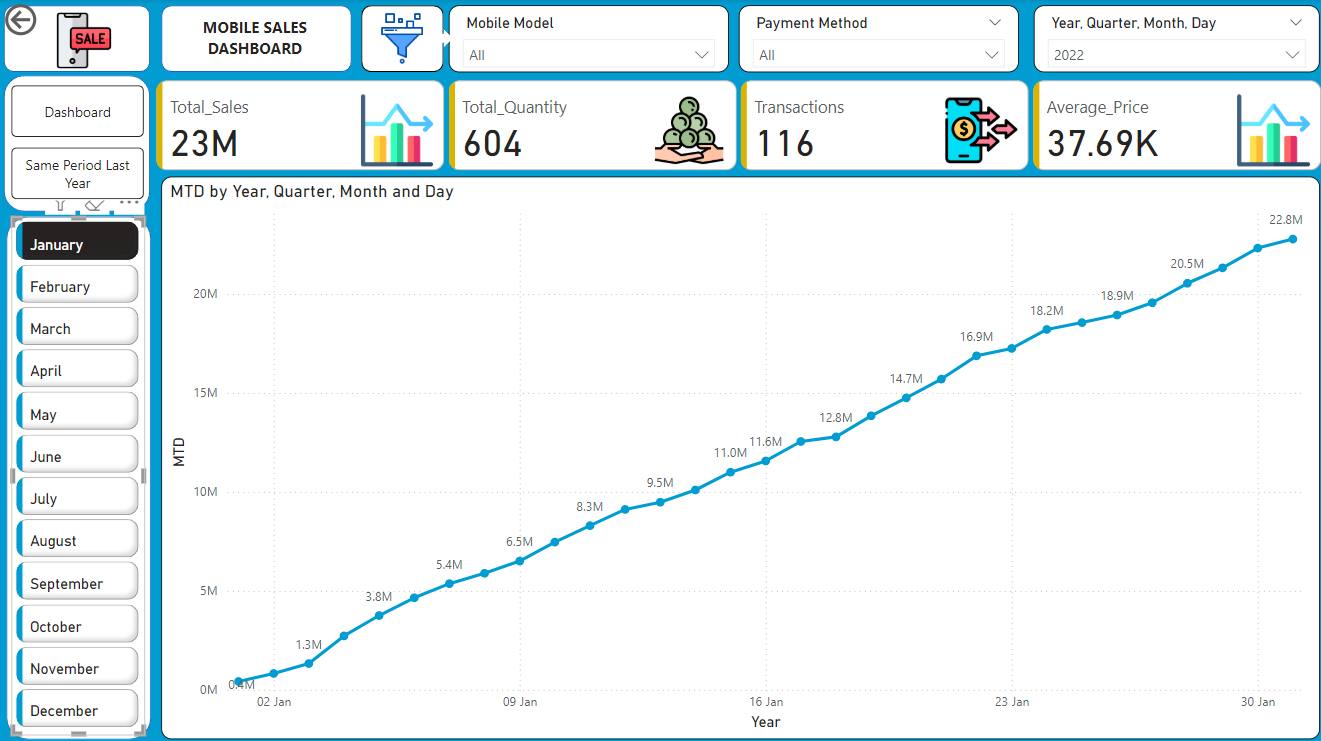 SALE
MOBILE SALES
DASHBOARD
Mobile Model
All
Payment Method
All
Year, Quarter, Month, Day
2022
Dashboard
Same Period Last
Year
Total_Sales
23M
Total_Quantity
604
Transactions
116
$
Average_Price
37.69K
January
February
March
April
May
June
July
August
September
October
November
December
MTD by Year, Quarter, Month and Day
MTD
20M
15M
10M
5M
0M
0.4M
1.3M
3.8M
5.4M
6.5M
8.3M
9.5M
11.0M
11.6M
12.8M
14.7M
16.9M
18.2M
18.9M
20.5M
22.8M
02 Jan
09 Jan
16 Jan
23 Jan
30 Jan
Year